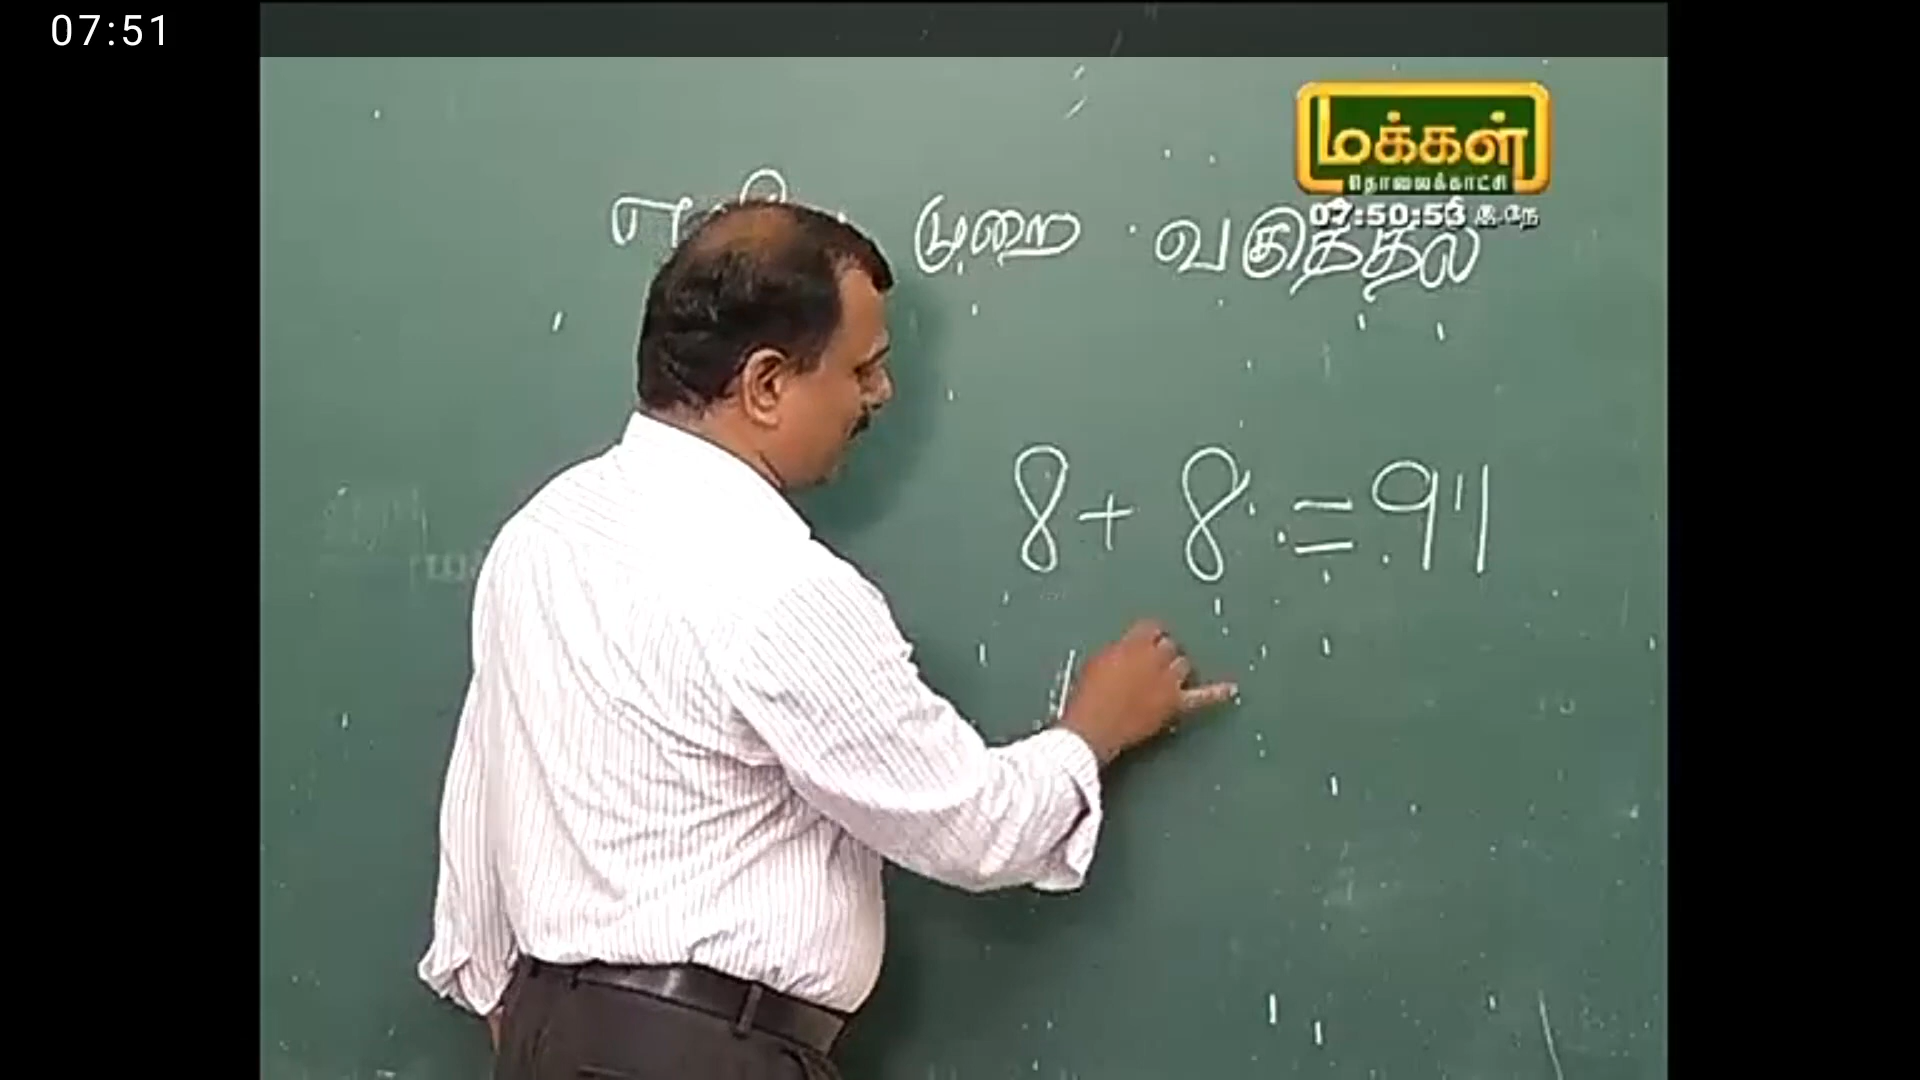 07:51
மக்கள்
தொலைக்காட்சி
07:50:53 இ.நே
முறை வகுத்தல்
8 + 8 = 91